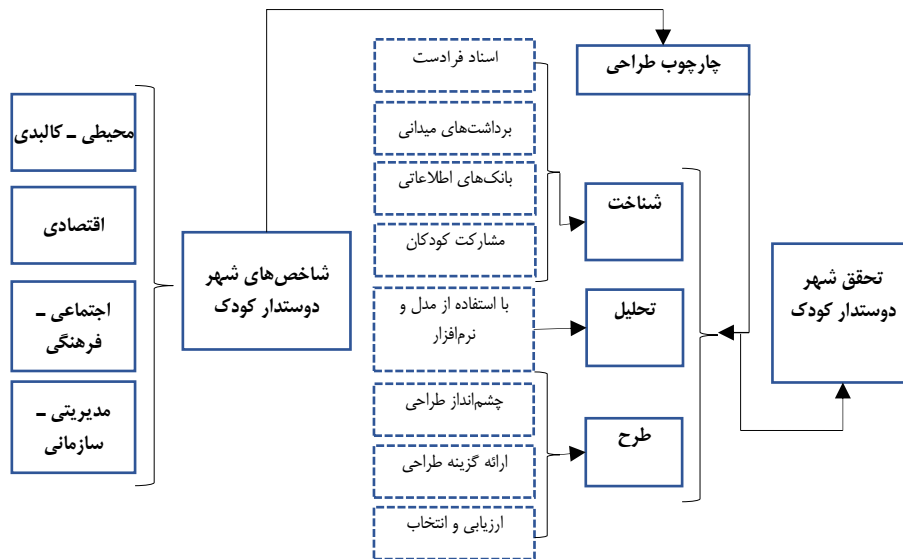 چارچوب طراحی
محیطی ـ کالبدی
اقتصادی
اجتماعی ـ
فرهنگی
مدیریتی ـ
سازمانی
شاخص‌های شهر
دوستدار کودک
اسناد فرادست
برداشت‌های میدانی
بانک‌های اطلاعاتی
مشارکت کودکان
با استفاده از مدل و
نرم‌افزار
چشم‌انداز طراحی
ارائه گزینه طراحی
ارزیابی و انتخاب
شناخت
تحلیل
طرح
تحقق شهر
دوستدار کودک